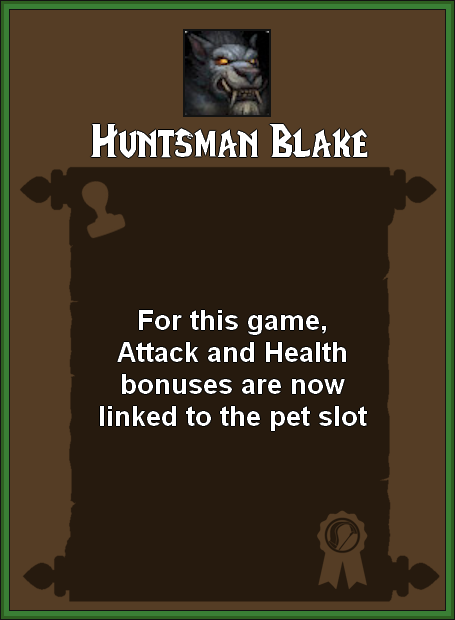 Huntsman Blake
For this game,
Attack and Health
bonuses are now
linked to the pet slot